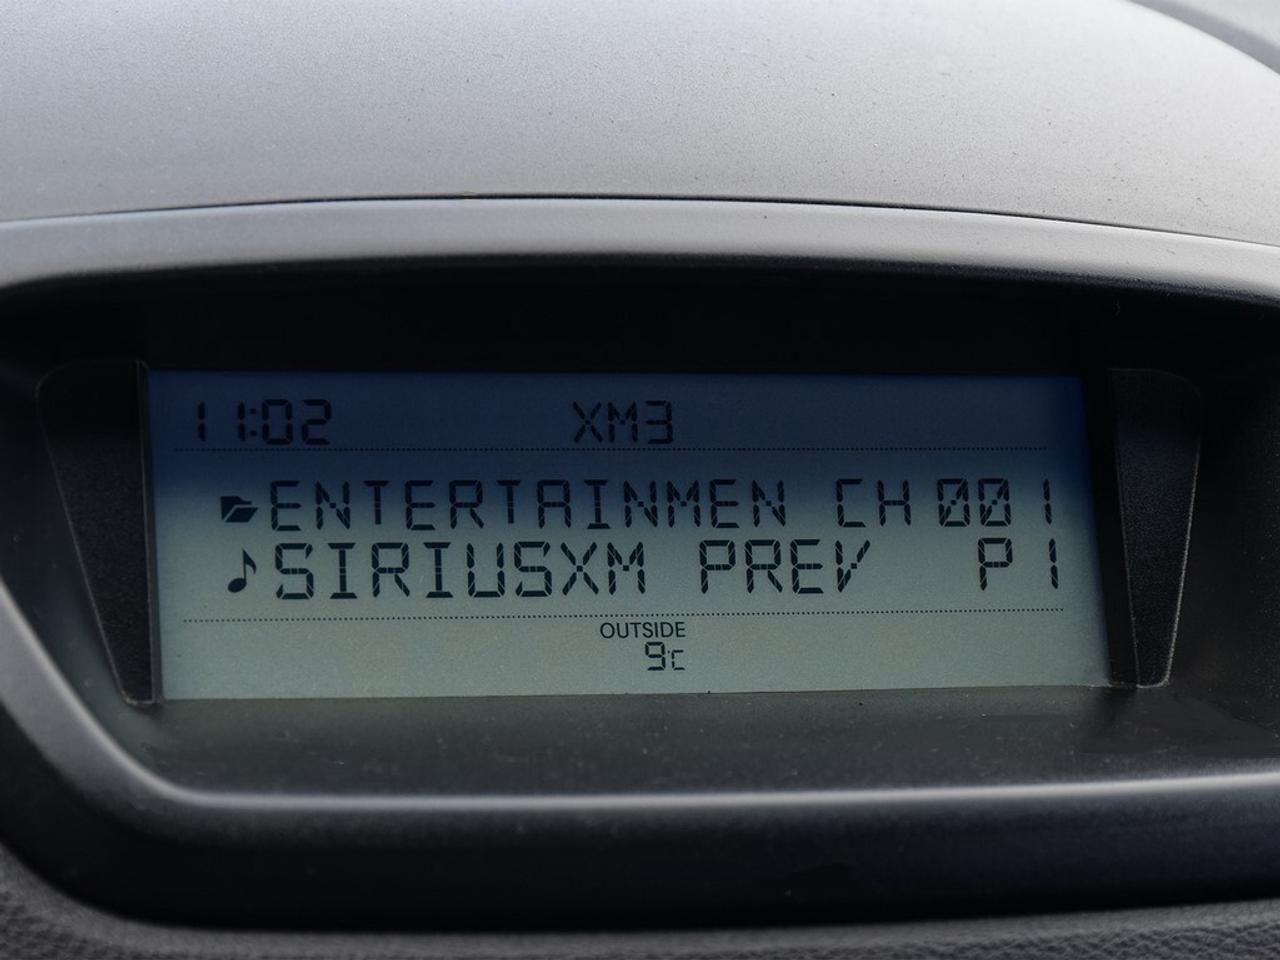 11:02 XM3
ENTERTAINMEN CH 001
SIRIUSXM PREV P1
OUTSIDE
9c